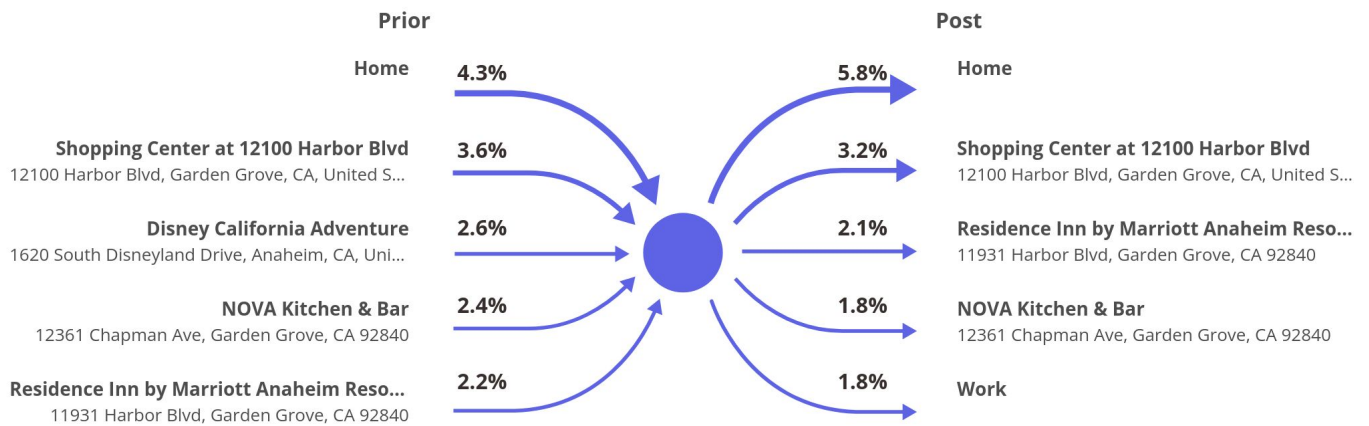 Prior
Post
Home
4.3%
5.8%
Home
Shopping Center at 12100 Harbor Blvd
12100 Harbor Blvd, Garden Grove, CA, United S...
3.6%
3.2%
Shopping Center at 12100 Harbor Blvd
12100 Harbor Blvd, Garden Grove, CA, United S...
Disney California Adventure
1620 South Disneyland Drive, Anaheim, CA, Uni...
2.6%
2.1%
Residence Inn by Marriott Anaheim Reso...
11931 Harbor Blvd, Garden Grove, CA 92840
NOVA Kitchen & Bar
12361 Chapman Ave, Garden Grove, CA 92840
2.4%
1.8%
NOVA Kitchen & Bar
12361 Chapman Ave, Garden Grove, CA 92840
Residence Inn by Marriott Anaheim Reso...
11931 Harbor Blvd, Garden Grove, CA 92840
2.2%
1.8%
Work